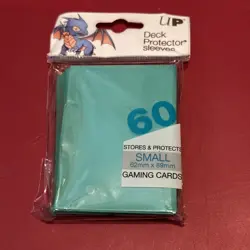 UP
Deck
Protector®
sleeves
60
STORES & PROTECTS
SMALL
62mm x 89mm
GAMING CARDS